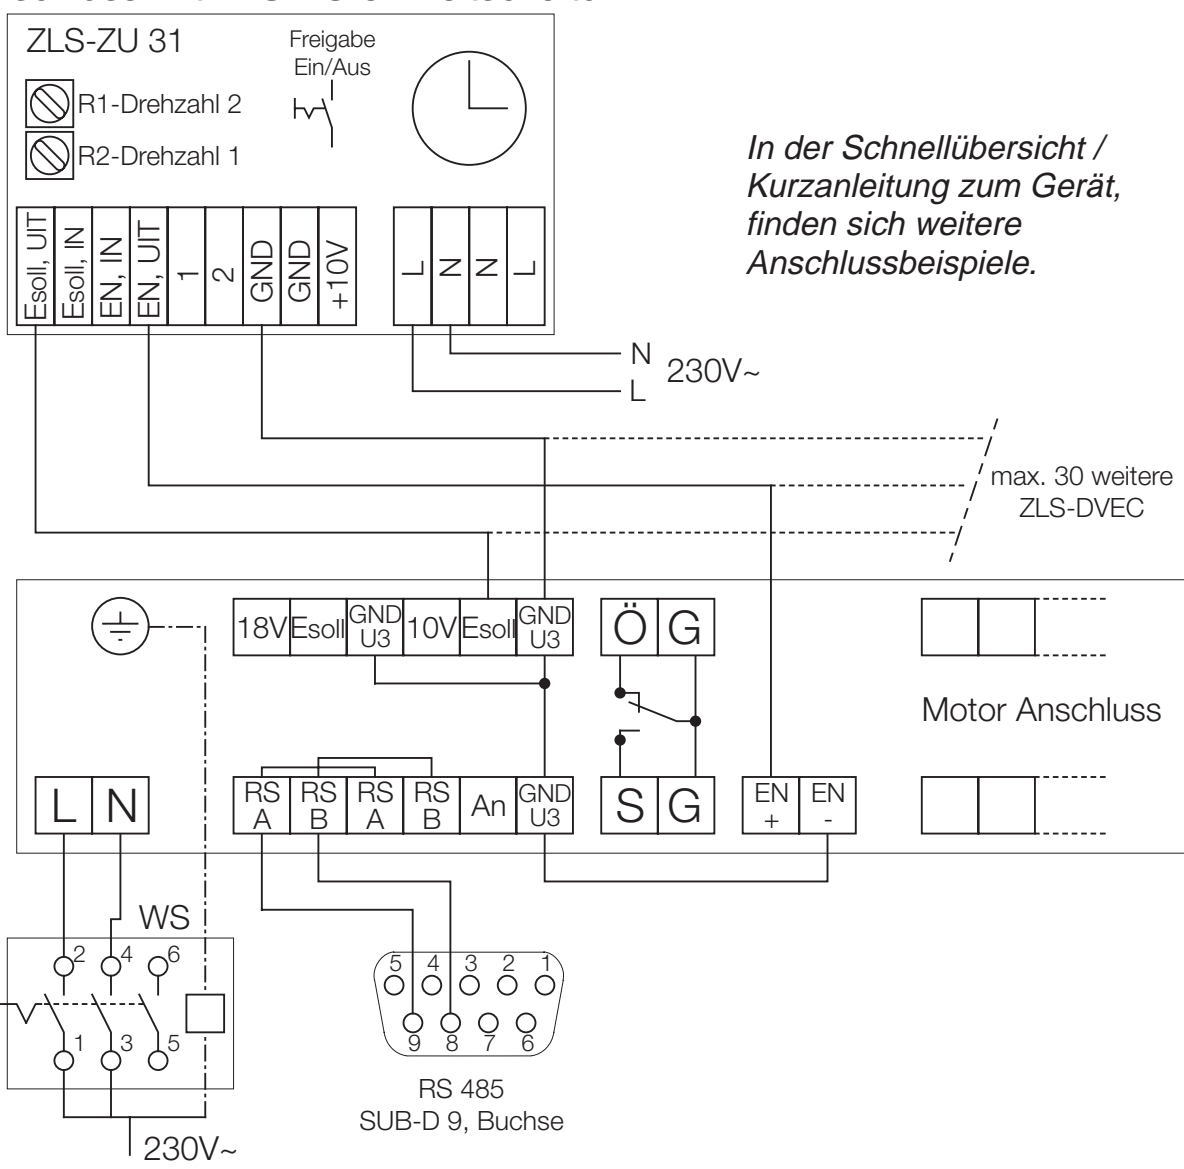 ZLS-ZU 31
Freigabe
Ein/Aus
R1-Drehzahl 2
R2-Drehzahl 1
In der Schnellübersicht /
Kurzanleitung zum Gerät,
finden sich weitere
Anschlussbeispiele.
Esoll, UIT
Esoll, IN
EN, IN
EN, UIT
1
2
GND
GND
+10V
L
N
N
L
N
230V~
L
max. 30 weitere
ZLS-DVEC
18V
Esoll
GND
U3
10V
Esoll
GND
U3
Ö
G
Motor Anschluss
L
N
RS
A
RS
B
RS
A
RS
B
An
GND
U3
S
G
EN
+
EN
-
WS
2
4
6
1
3
5
5
4
3
2
1
9
8
7
6
RS 485
SUB-D 9, Buchse
230V~